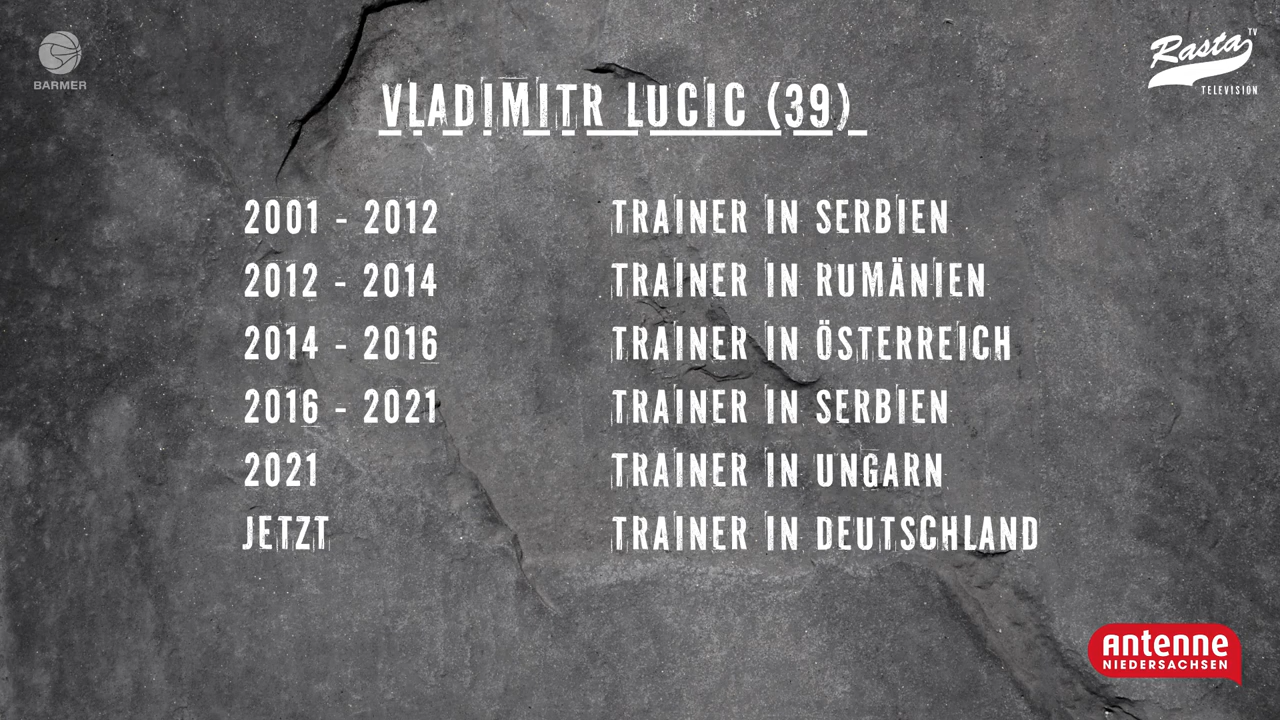 BARMER
Rasta TV
TELEVISION
VLADIMITR LUCIC (39)
2001 - 2012 TRAINER IN SERBIEN
2012 - 2014 TRAINER IN RUMÄNIEN
2014 - 2016 TRAINER IN ÖSTERREICH
2016 - 2021 TRAINER IN SERBIEN
2021 TRAINER IN UNGARN
JETZT TRAINER IN DEUTSCHLAND
antenne
NIEDERSACHSEN